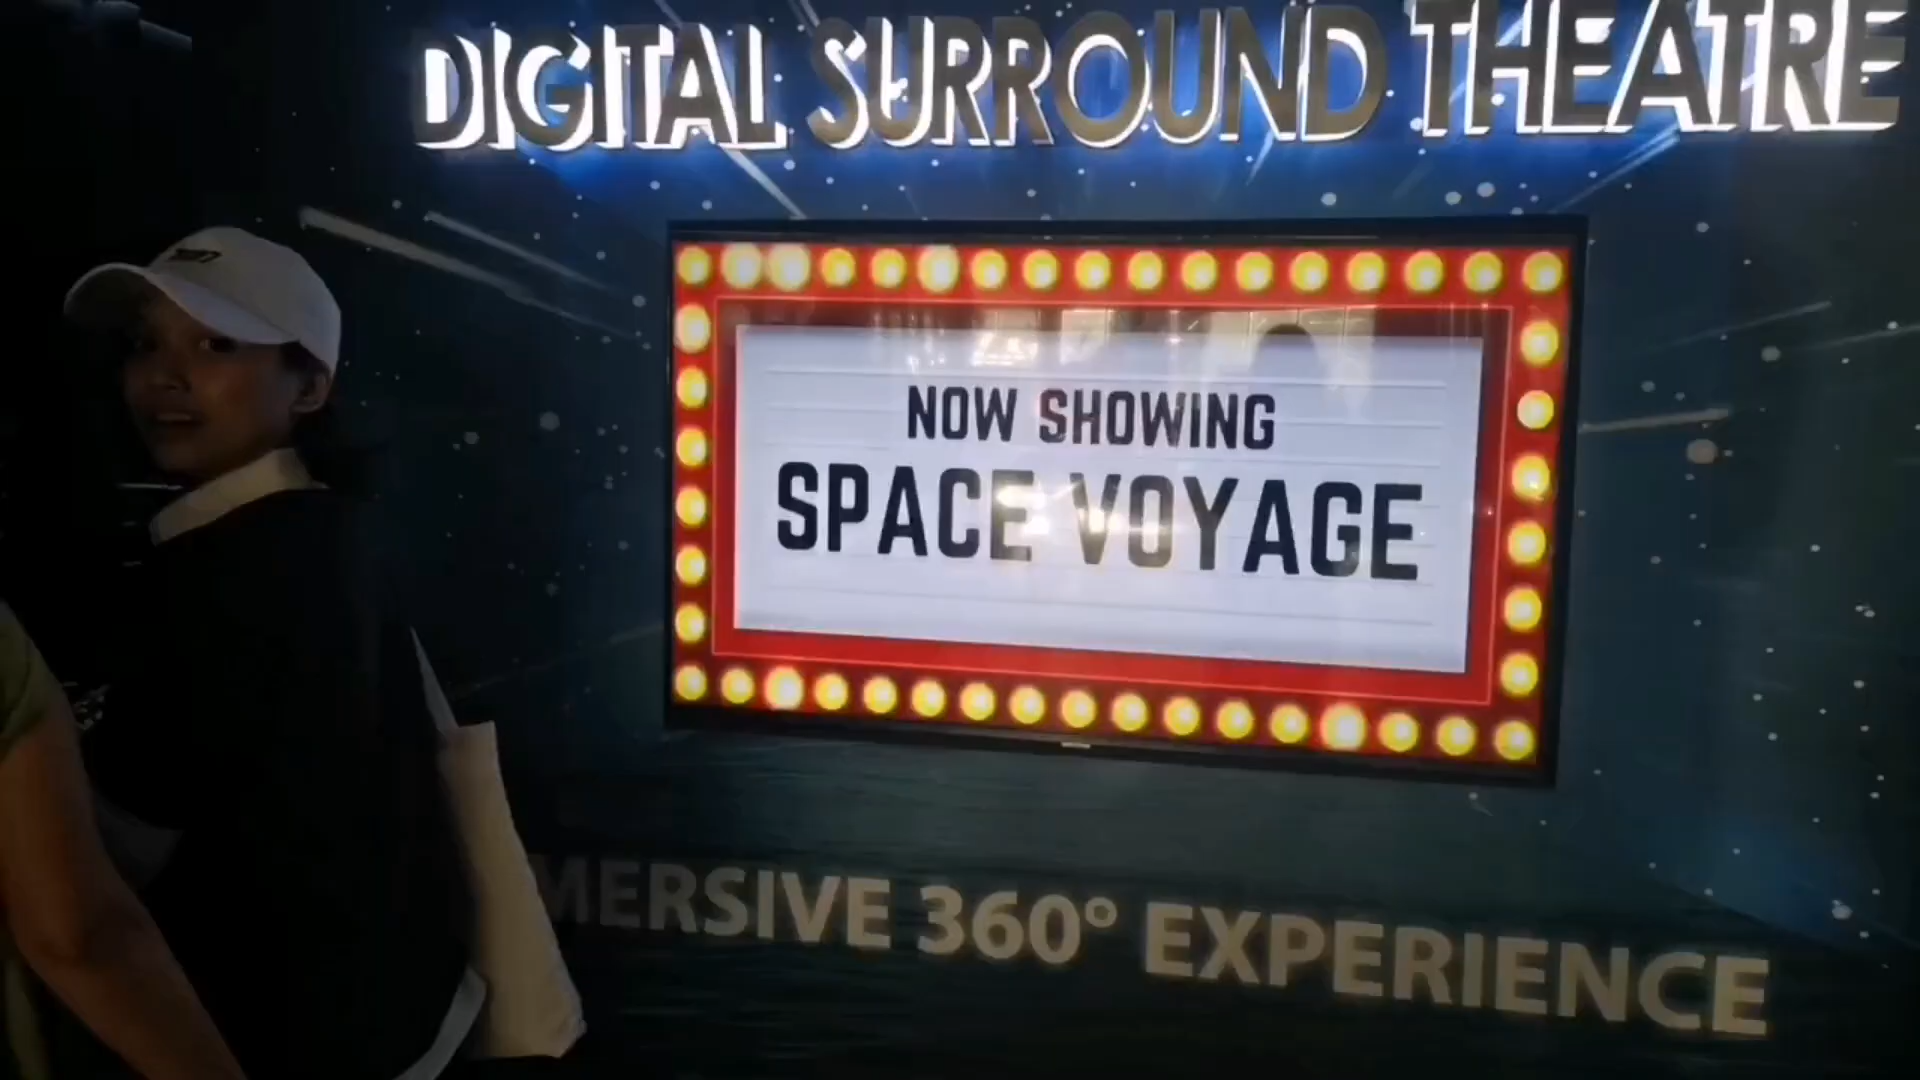 DIGITAL SURROUND THEATRE
NOW SHOWING
SPACE VOYAGE
MERSIVE 360° EXPERIENCE